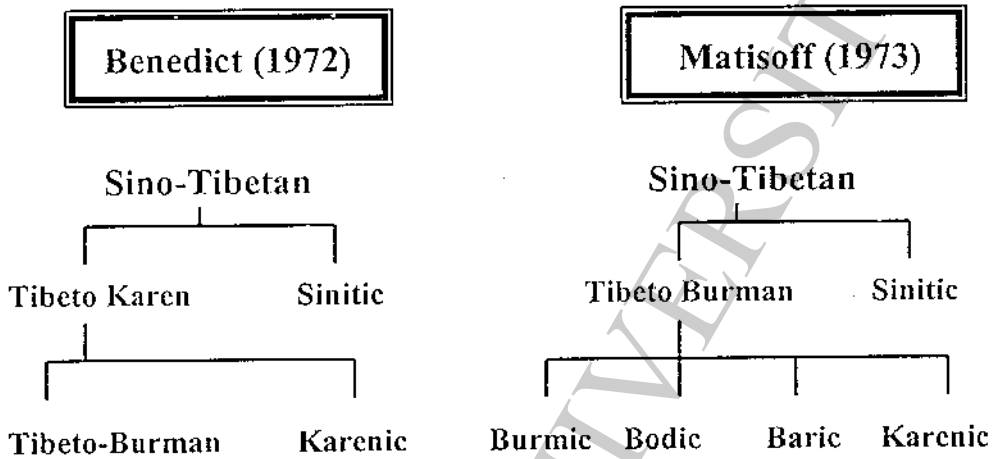 Benedict (1972)
Sino-Tibetan
Tibeto Karen Sinitic
Tibeto-Burman Karenic
Matisoff (1973)
Sino-Tibetan
Tibeto Burman Sinitic
Burmic Bodic Baric Karenic